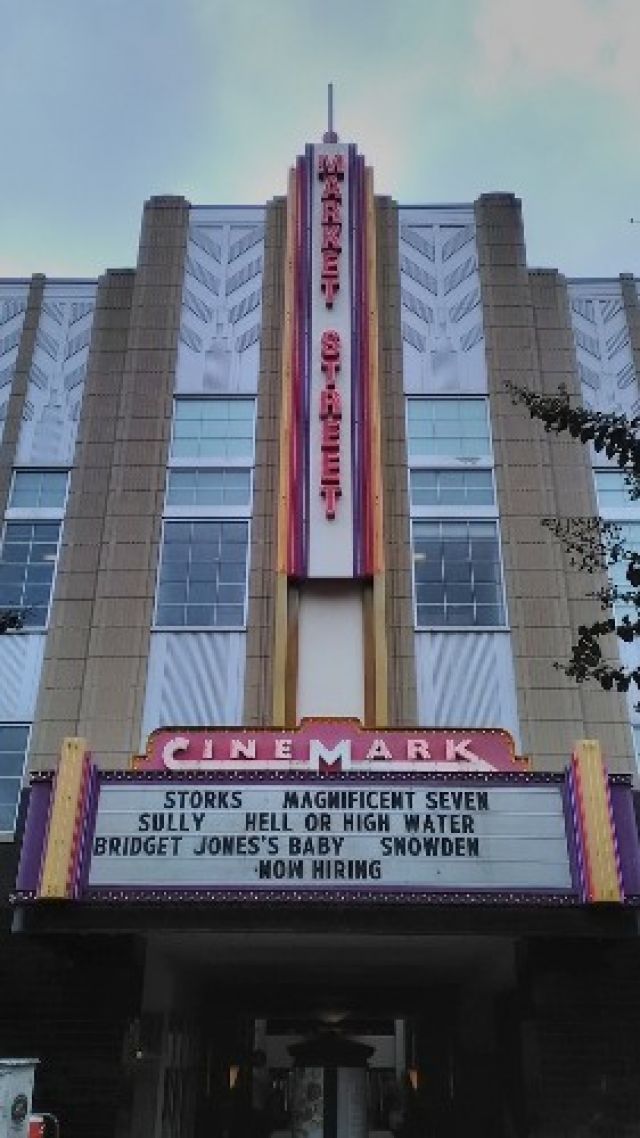 MARKET STREET
CINEMARK
STORKS MAGNIFICENT SEVEN
SULLY HELL OR HIGH WATER
BRIDGET JONES'S BABY SNOWDEN
NOW HIRING